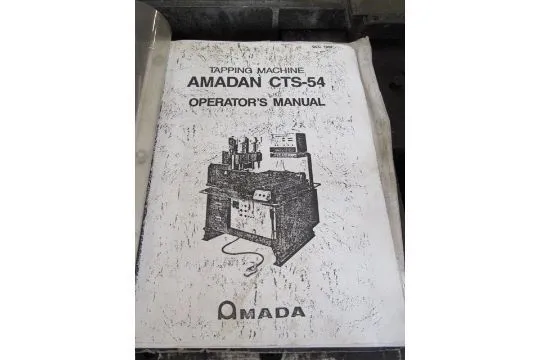 TAPPING MACHINE
AMADAN CTS-54
OPERATOR'S MANUAL
AMADA